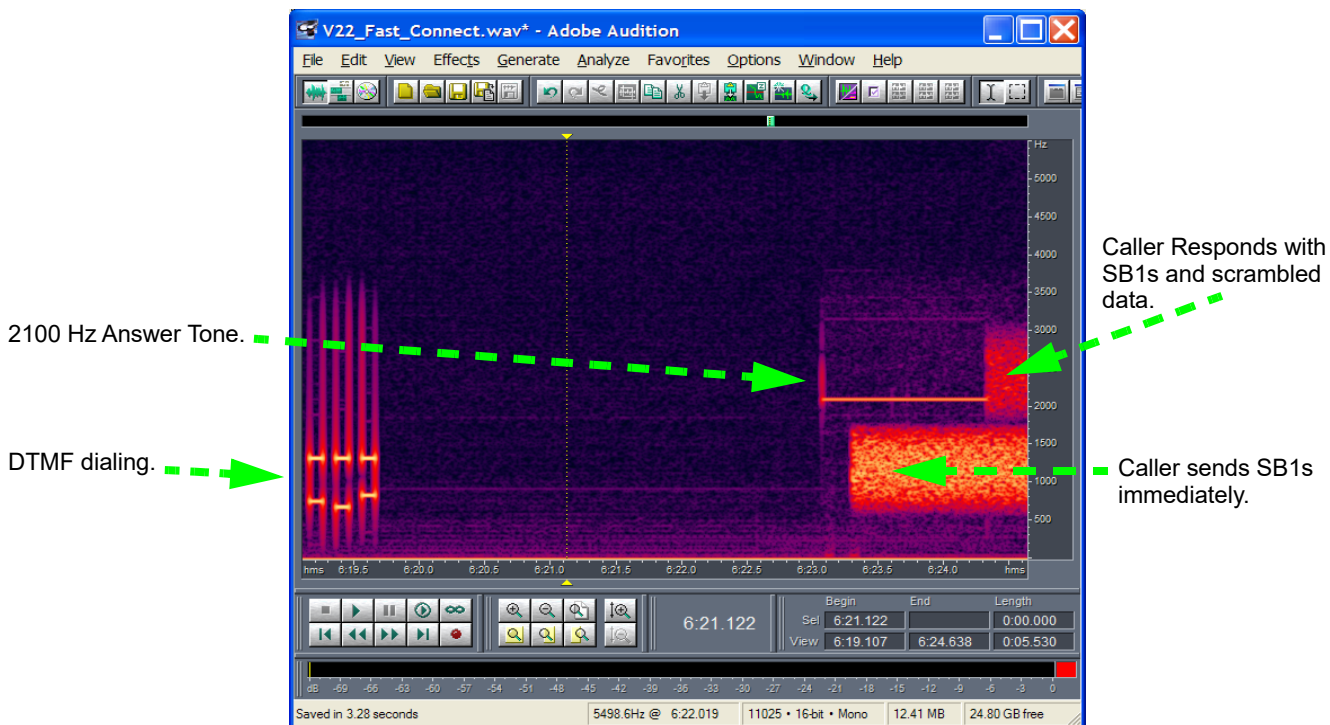 V22_Fast_Connect.wav* - Adobe Audition
File Edit View Effects Generate Analyze Favorites Options Window Help
Hz
5000
4500
4000
3500
3000
2000
1500
1000
500
hms 6:19.5 6:20.0 6:20.5 6:21.0 6:21.5 6:22.0 6:22.5 6:23.0 6:23.5 6:24.0 hms
2100 Hz Answer Tone.
DTMF dialing.
Caller Responds with
SB1s and scrambled
data.
Caller sends SB1s
immediately.
6:21.122
Begin End Length
Sel 6:21.122 0:00.000
View 6:19.107 6:24.638 0:05.530
dB -69 -66 -63 -60 -57 -54 -51 -48 -45 -42 -39 -36 -33 -30 -27 -24 -21 -18 -15 -12 -9 -6 -3 0
Saved in 3.28 seconds 5498.6Hz @ 6:22.019 11025 • 16-bit • Mono 12.41 MB 24.80 GB free